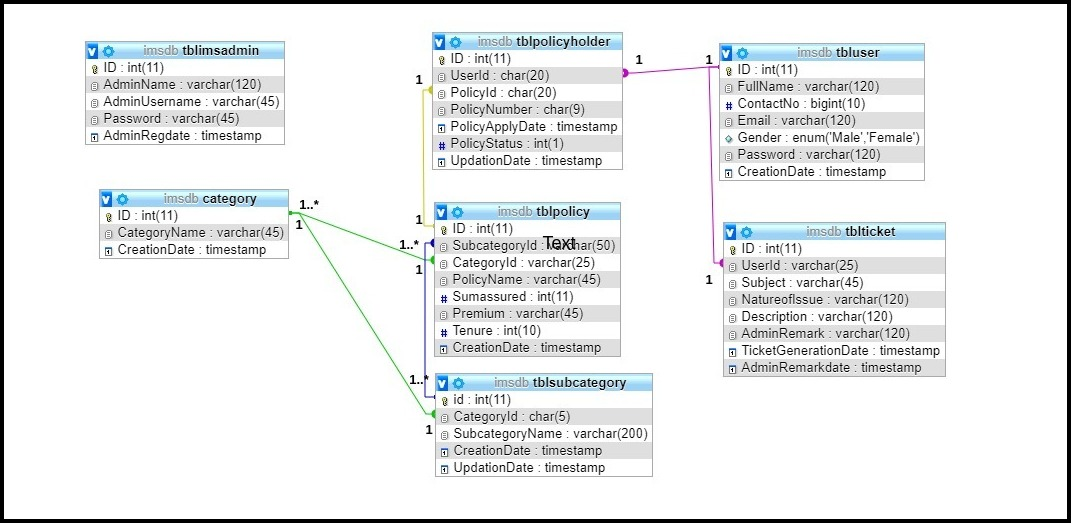 imsdb tblimsadmin
ID : int(11)
AdminName : varchar(120)
AdminUsername : varchar(45)
Password : varchar(45)
AdminRegdate : timestamp
imsdb category
ID : int(11)
CategoryName : varchar(45)
CreationDate : timestamp
1..*
1
imsdb tblpolicyholder
ID : int(11)
UserId : char(20)
PolicyId : char(20)
PolicyNumber : char(9)
PolicyApplyDate : timestamp
PolicyStatus : int(1)
UpdationDate : timestamp
1
1
imsdb tblpolicy
ID : int(11)
SubcategoryId : varchar(50)
Text
CategoryId : varchar(25)
PolicyName : varchar(45)
Sumassured : int(11)
Premium : varchar(45)
Tenure : int(10)
CreationDate : timestamp
1..*
1
1..*
imsdb tblsubcategory
id : int(11)
CategoryId : char(5)
SubcategoryName : varchar(200)
CreationDate : timestamp
UpdationDate : timestamp
1
1
1
imsdb tbluser
ID : int(11)
FullName : varchar(120)
ContactNo : bigint(10)
Email : varchar(120)
Gender : enum('Male','Female')
Password : varchar(120)
CreationDate : timestamp
imsdb tblticket
ID : int(11)
UserId : varchar(25)
Subject : varchar(45)
NatureofIssue : varchar(120)
Description : varchar(120)
AdminRemark : varchar(120)
TicketGenerationDate : timestamp
AdminRemarkdate : timestamp
1